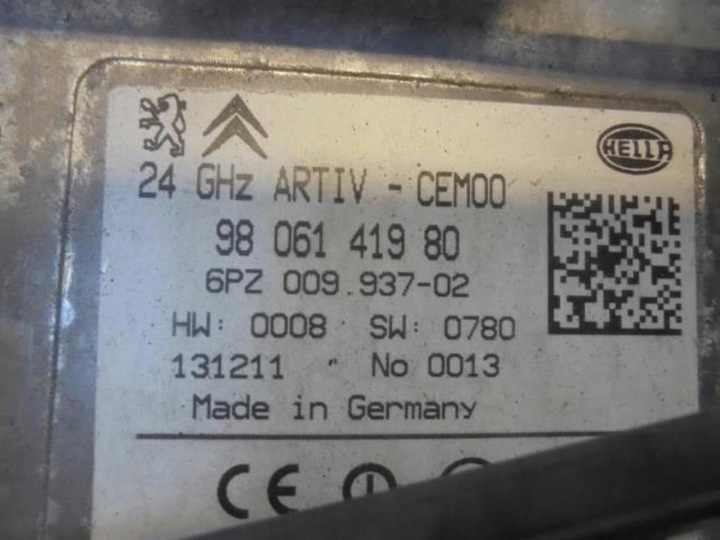 HELLA
24 GHz ARTIV - CEM00
98 061 419 80
6PZ 009.937-02
HW: 0008 SW: 0780
131211 No 0013
Made in Germany
CE